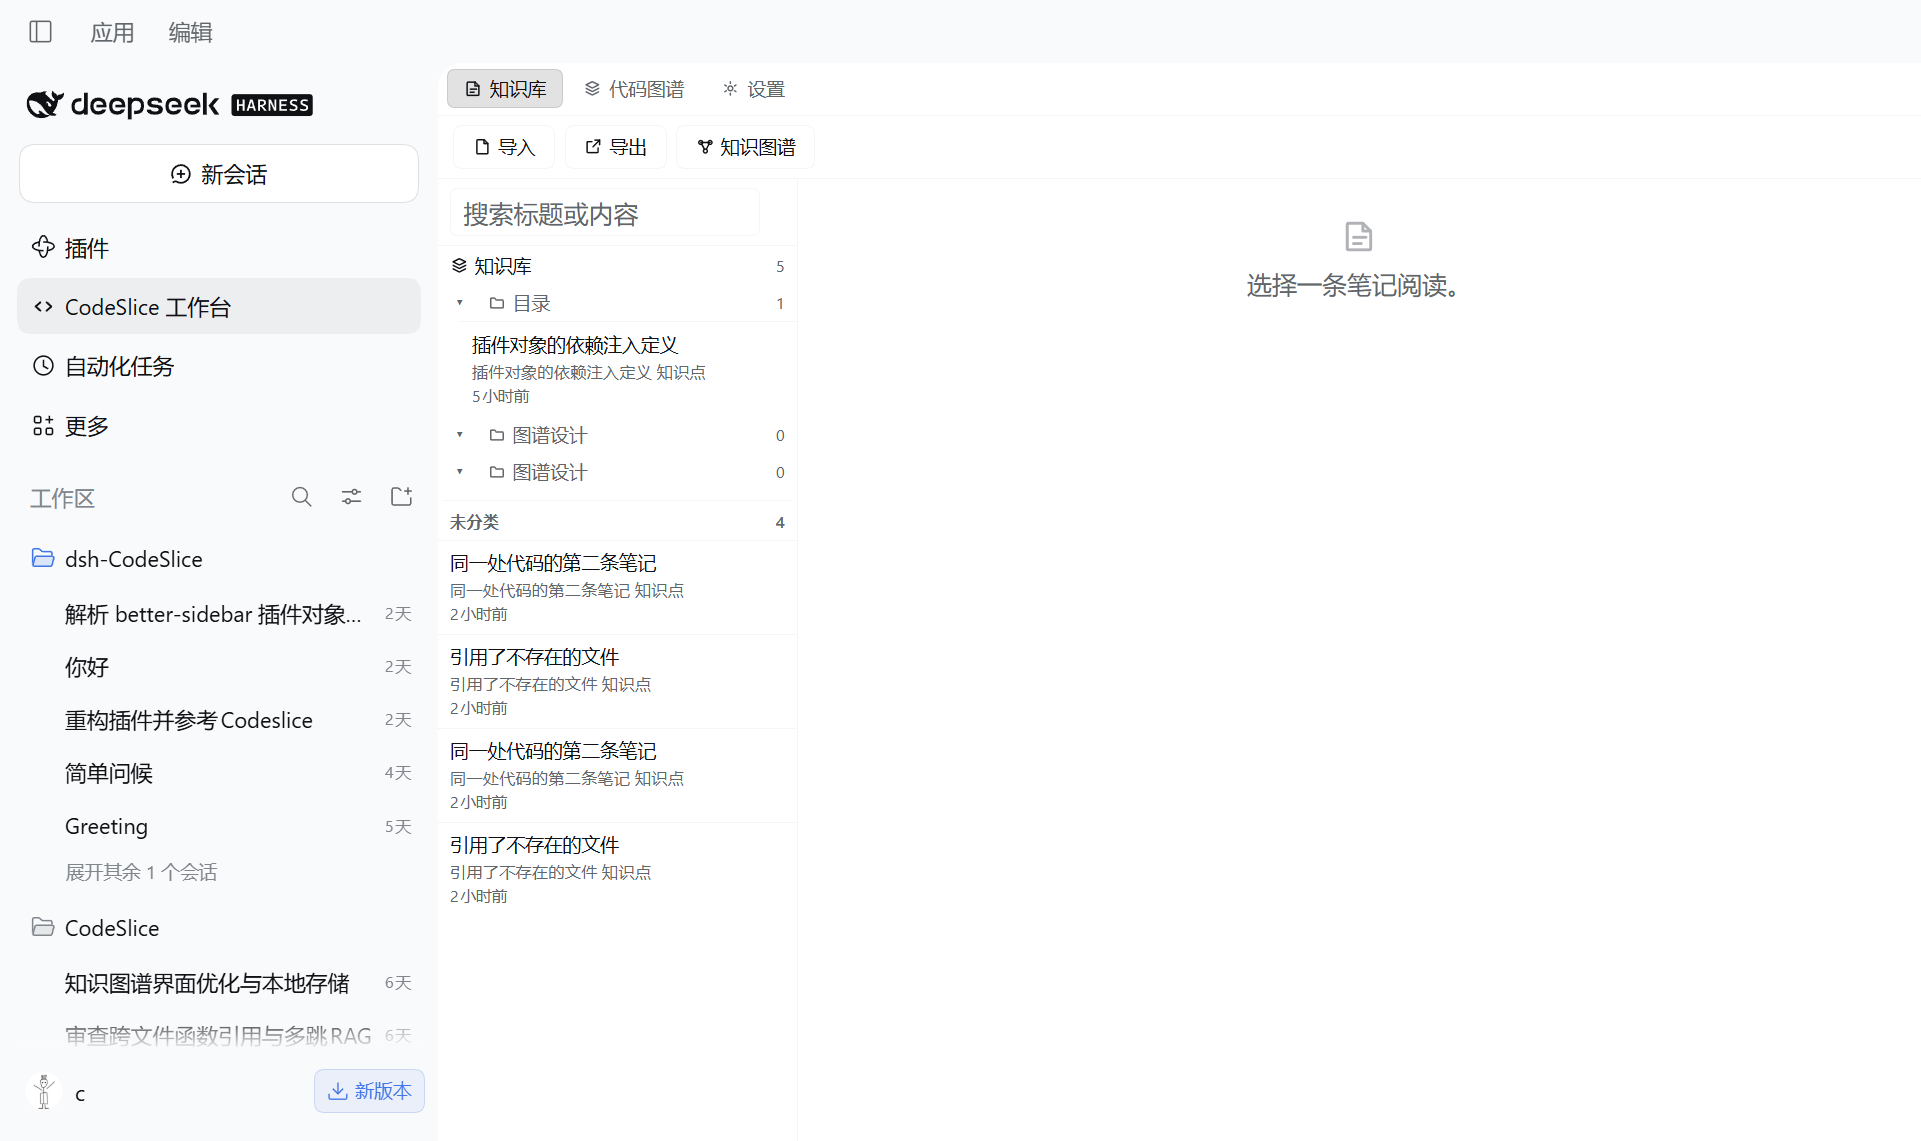 应用 编辑
deepseek HARNESS
新会话
插件
CodeSlice 工作台
自动化任务
更多
工作区
dsh-CodeSlice
解析 better-sidebar 插件对象... 2天
你好 2天
重构插件并参考Codeslice 2天
简单问候 4天
Greeting 5天
展开其余 1 个会话
CodeSlice
知识图谱界面优化与本地存储 6天
审查跨文件函数引用与多跳RAG 6天
c
新版本
知识库 代码图谱 设置
导入 导出 知识图谱
搜索标题或内容
知识库 5
目录 1
插件对象的依赖注入定义
插件对象的依赖注入定义 知识点
5小时前
图谱设计 0
图谱设计 0
未分类 4
同一处代码的第二条笔记
同一处代码的第二条笔记 知识点
2小时前
引用了不存在的文件
引用了不存在的文件 知识点
2小时前
同一处代码的第二条笔记
同一处代码的第二条笔记 知识点
2小时前
引用了不存在的文件
引用了不存在的文件 知识点
2小时前
选择一条笔记阅读。